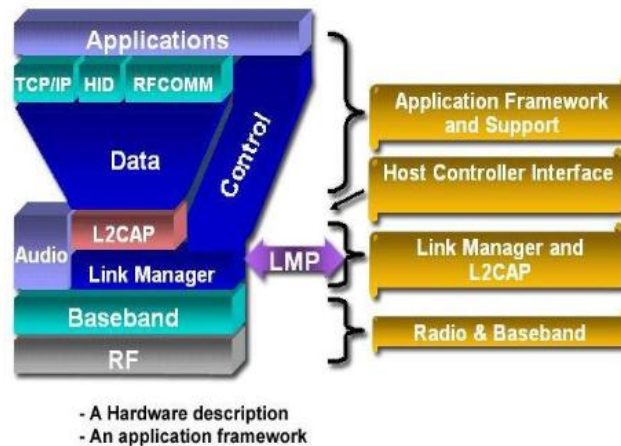 Applications
TCP/IP HID RFCOMM
Data
Control
Audio
L2CAP
Link Manager
LMP
Baseband
RF
Application Framework
and Support
Host Controller Interface
Link Manager and
L2CAP
Radio & Baseband
- A Hardware description
- An application framework